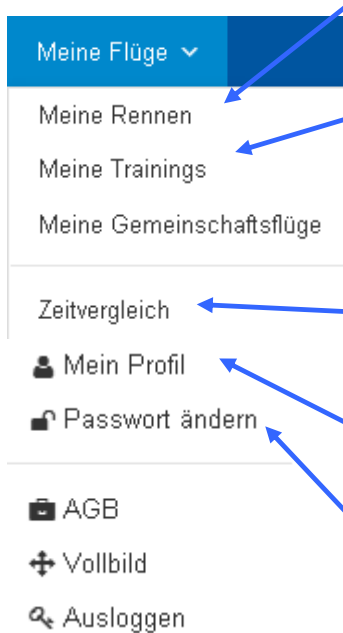 Meine Flüge
Meine Rennen
Meine Trainings
Meine Gemeinschaftsflüge
Zeitvergleich
Mein Profil
Passwort ändern
AGB
Vollbild
Ausloggen